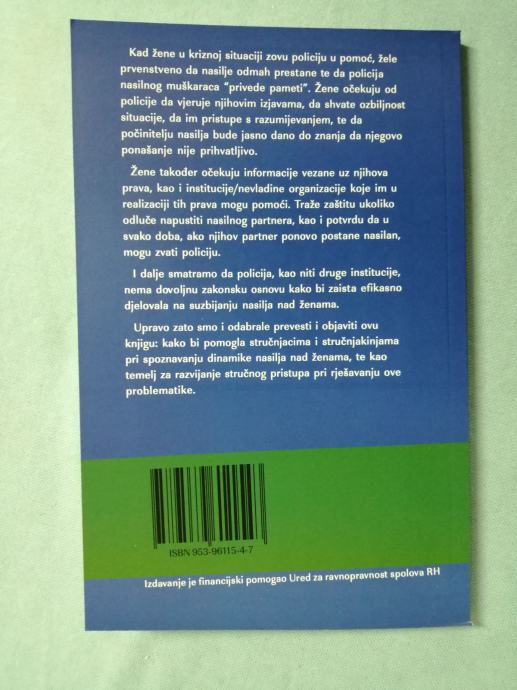 Kad žene u kriznoj situaciji zovu policiju u pomoć, žele
prvenstveno da nasilje odmah prestane te da policija
nasilnog muškaraca "privede pameti". Žene očekuju od
policije da vjeruje njihovim izjavama, da shvate ozbiljnost
situacije, da im pristupe s razumijevanjem, te da
počinitelju nasilja bude jasno dano do znanja da njegovo
ponašanje nije prihvatljivo.
Žene također očekuju informacije vezane uz njihova
prava, kao i institucije/nevladine organizacije koje im u
realizaciji tih prava mogu pomoći. Traže zaštitu ukoliko
odluče napustiti nasilnog partnera, kao i potvrdu da u
svako doba, ako njihov partner ponovo postane nasilan,
mogu zvati policiju.
I dalje smatramo da policija, kao niti druge institucije,
nema dovoljnu zakonsku osnovu kako bi zaista efikasno
djelovala na suzbijanju nasilja nad ženama.
Upravo zato smo i odabrale prevesti i objaviti ovu
knjigu: kako bi pomogla stručnjacima i stručnjakinjama
pri spoznavanju dinamike nasilja nad ženama, te kao
temelj za razvijanje stručnog pristupa pri rješavanju ove
problematike.
ISBN 953-96115-4-7
Izdavanje je financijski pomogao Ured za ravnopravnost spolova RH